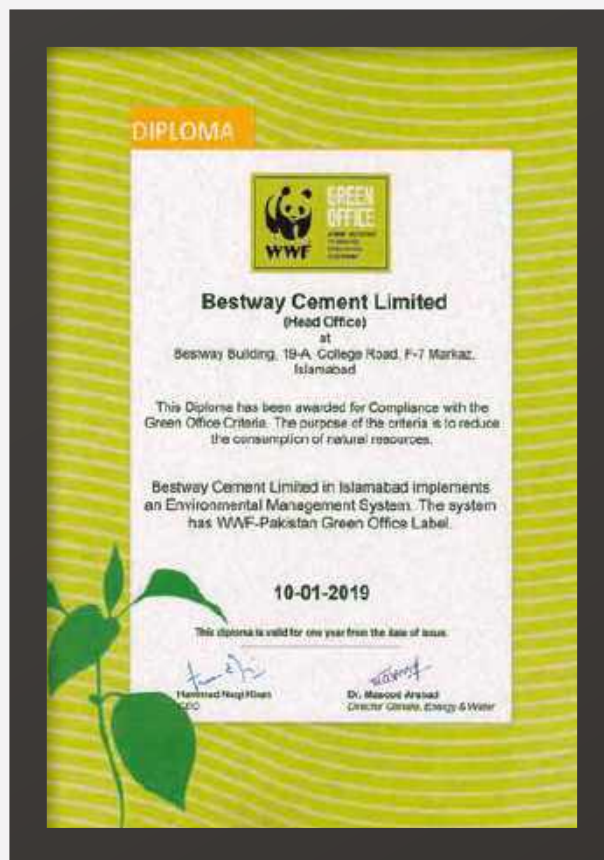 DIPLOMA
WWF
GREEN
OFFICE
Bestway Cement Limited
(Head Office)
at
Bestway Building, 19-A, College Road, F-7 Markaz,
Islamabad
This Diploma has been awarded for Compliance with the
Green Office Criteria. The purpose of the criteria is to reduce
the consumption of natural resources.
Bestway Cement Limited in Islamabad implements
an Environmental Management System. The system
has WWF-Pakistan Green Office Label.
10-01-2019
This diploma is valid for one year from the date of issue.
Hammad Naqi Khan
CEO
Dr. Masood Arshad
Director Climate, Energy & Water